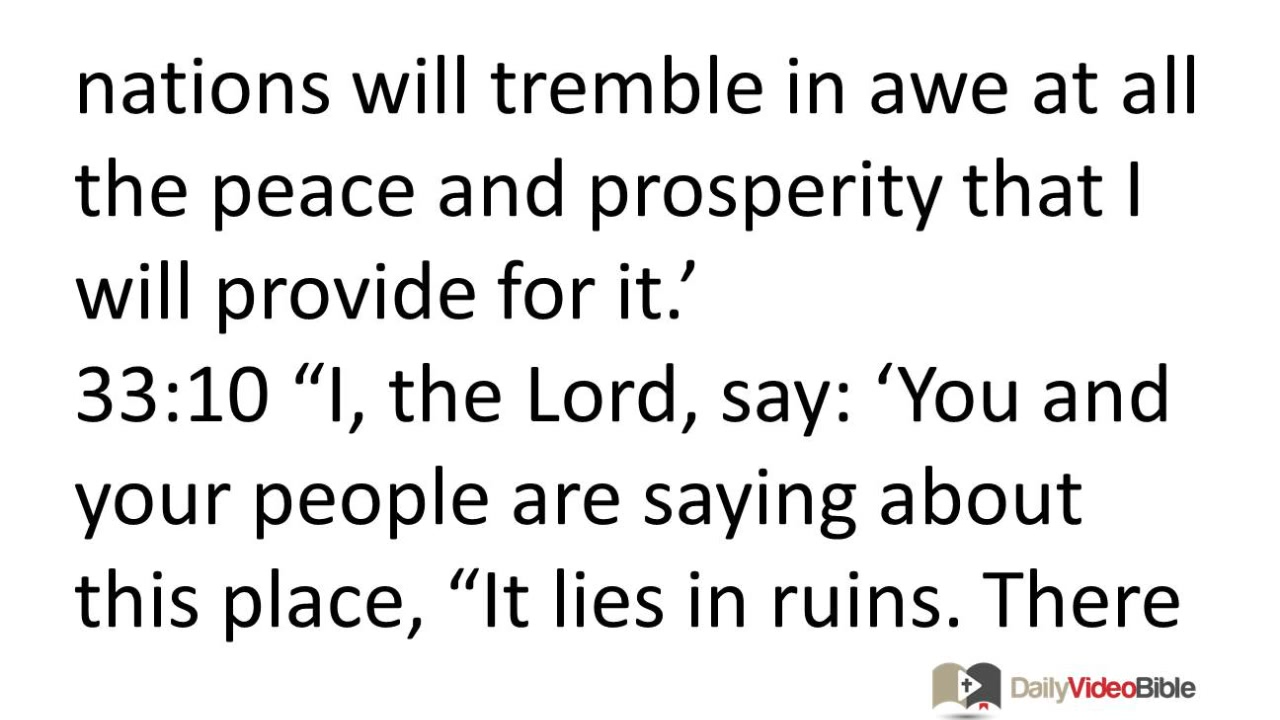 nations will tremble in awe at all
the peace and prosperity that I
will provide for it.’
33:10 “I, the Lord, say: ‘You and
your people are saying about
this place, “It lies in ruins. There
DailyVideoBible